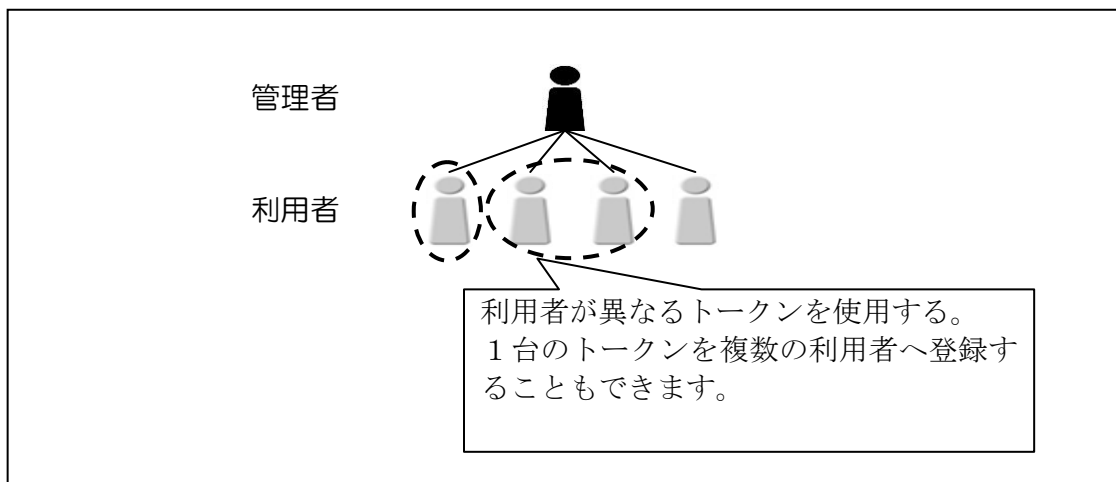 管理者
利用者
利用者が異なるトークンを使用する。
１台のトークンを複数の利用者へ登録す
ることもできます。